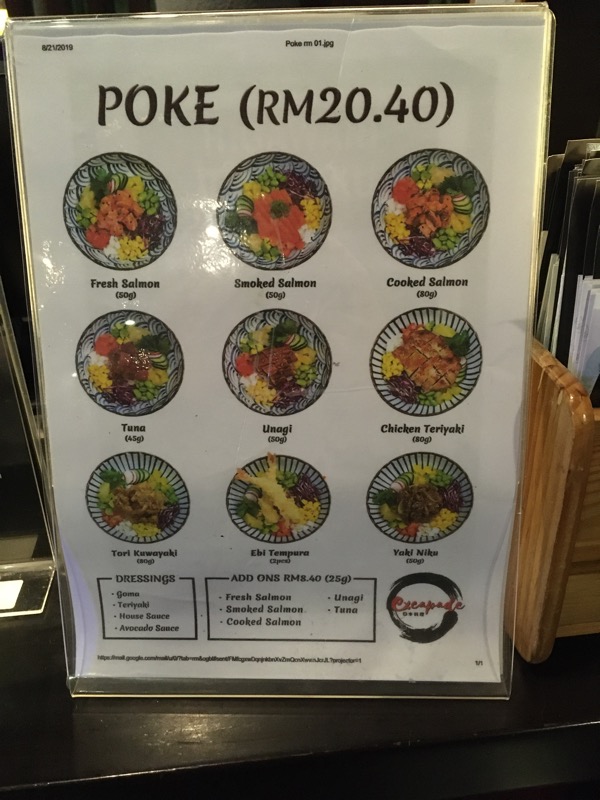 8/21/2019 Poke rm 01.jpg
POKE (RM20.40)
Fresh Salmon Smoked Salmon Cooked Salmon
(50g) (50g) (80g)
Tuna Unagi Chicken Teriyaki
(45g) (50g) (80g)
Tori Kuwayaki Ebi Tempura Yaki Niku
(80g) (2pcs) (50g)
DRESSINGS
- Goma
- Teriyaki
- House Sauce
- Avocado Sauce
ADD ONS RM8.40 (25g)
- Fresh Salmon - Unagi
- Smoked Salmon - Tuna
- Cooked Salmon
Excapade
1/1